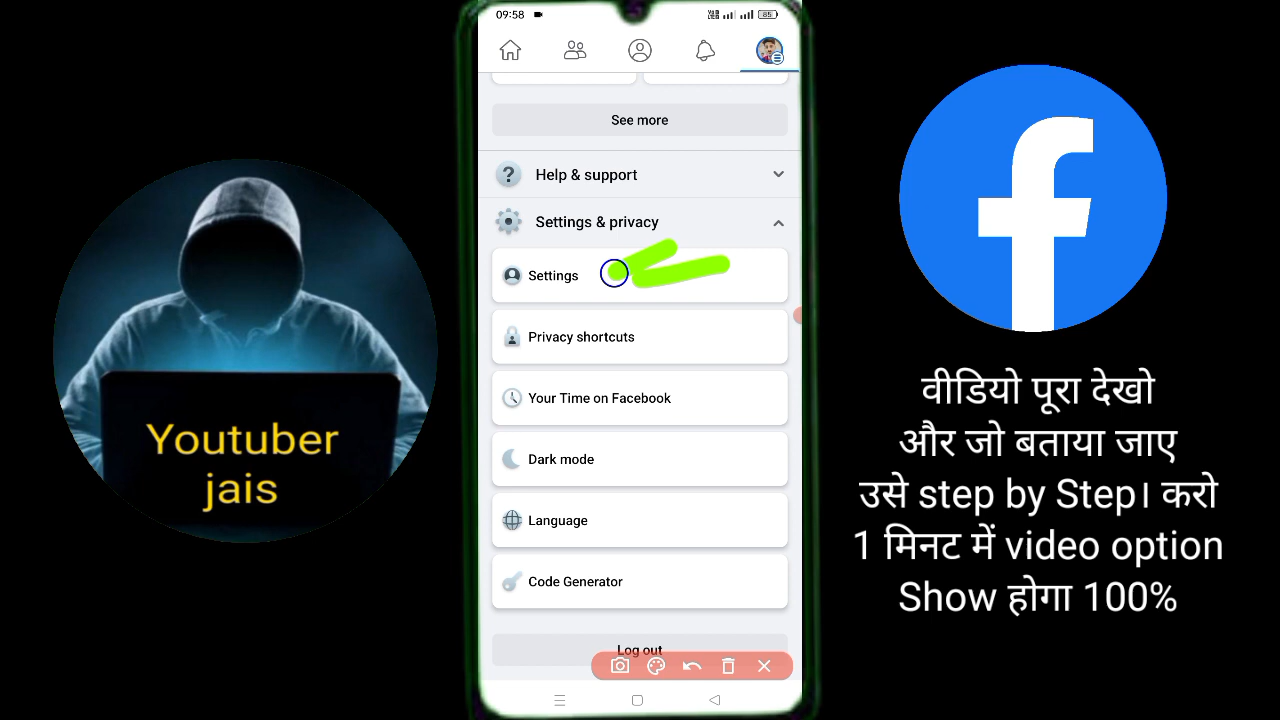 09:58
85
See more
Help & support
Settings & privacy
Settings
Privacy shortcuts
Your Time on Facebook
Dark mode
Language
Code Generator
Log out
Youtuber
jais
वीडियो पूरा देखो
और जो बताया जाए
उसे step by Step। करो
1 मिनट में video option
Show होगा 100%